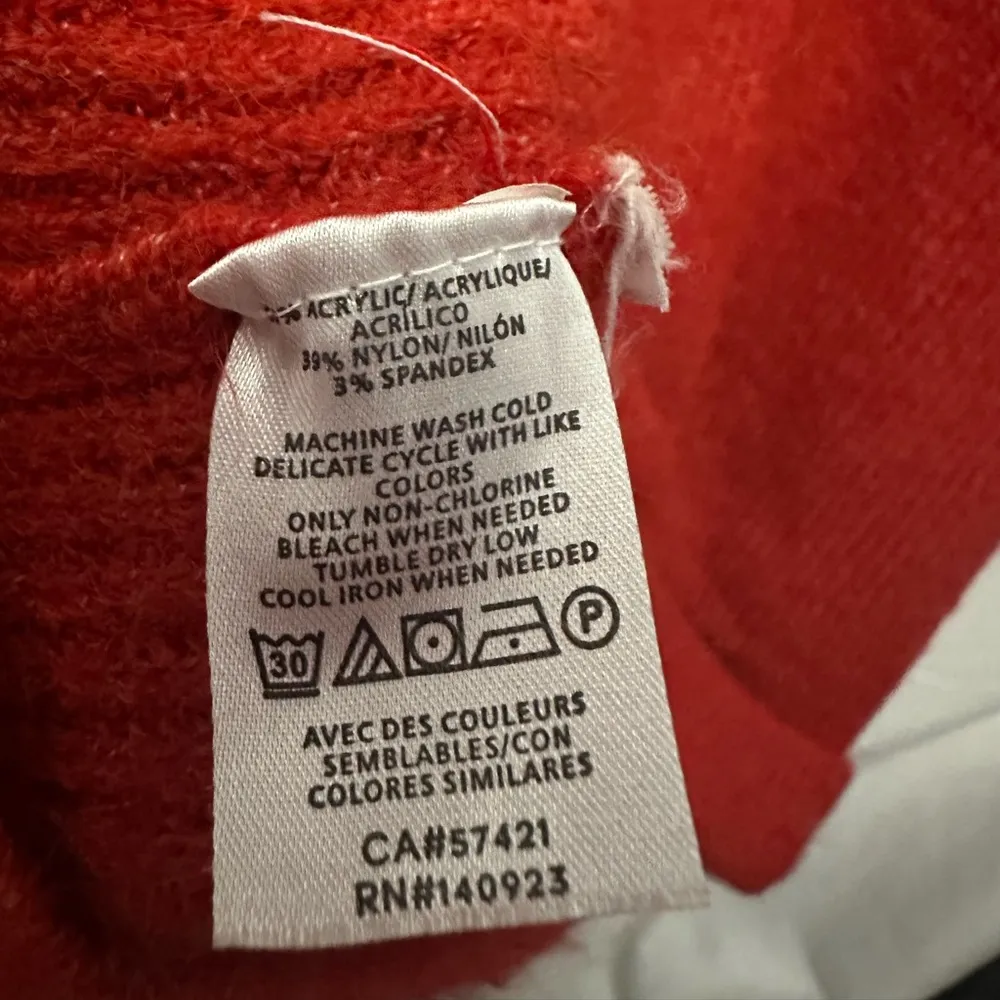 % ACRYLIC/ ACRYLIQUE/
ACRÍLICO
39% NYLON/ NILÓN
3% SPANDEX
MACHINE WASH COLD
DELICATE CYCLE WITH LIKE
COLORS
ONLY NON-CHLORINE
BLEACH WHEN NEEDED
TUMBLE DRY LOW
COOL IRON WHEN NEEDED
30 P
AVEC DES COULEURS
SEMBLABLES/CON
COLORES SIMILARES
CA#57421
RN#140923